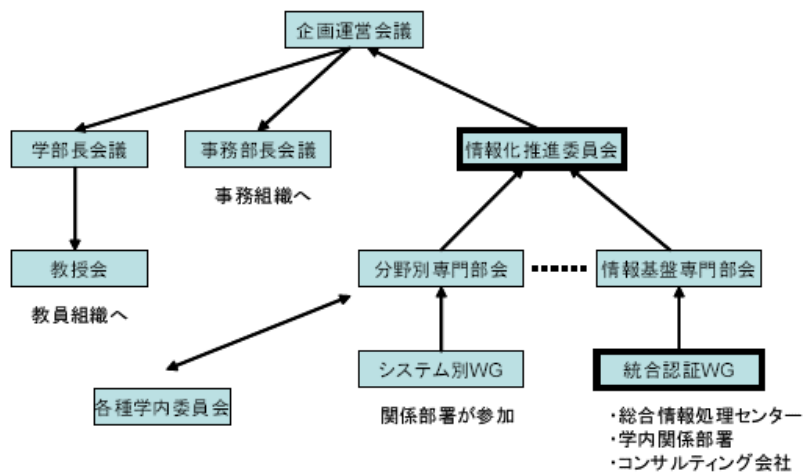 企画運営会議
学部長会議
事務部長会議
情報化推進委員会
事務組織へ
教授会
分野別専門部会
情報基盤専門部会
教員組織へ
システム別WG
統合認証WG
各種学内委員会
関係部署が参加
・総合情報処理センター
・学内関係部署
・コンサルティング会社